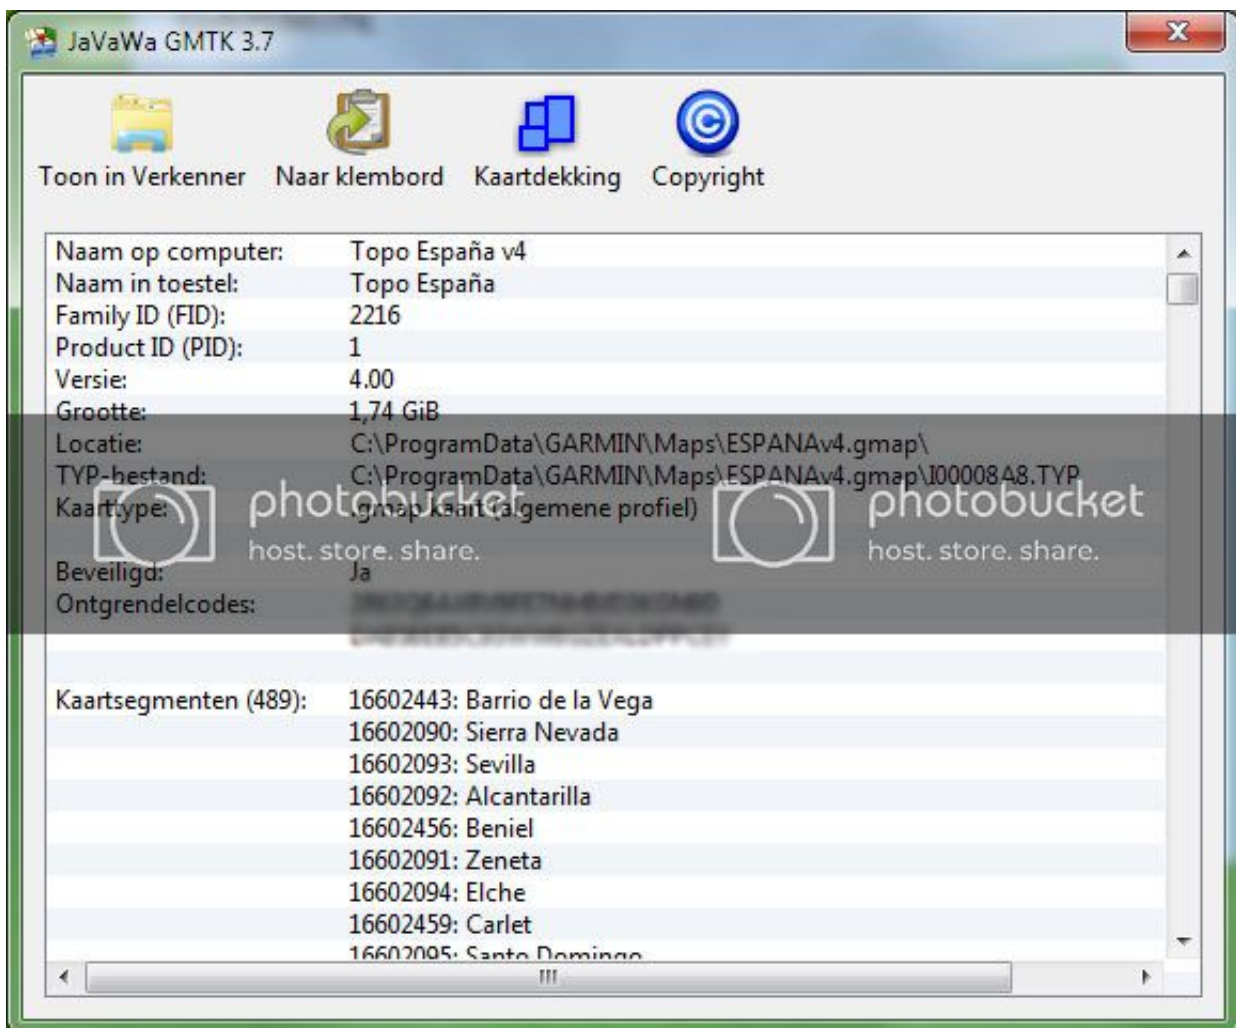 JaVaWa GMTK 3.7
Toon in Verkenner Naar klembord Kaartdekking Copyright
Naam op computer: Topo España v4
Naam in toestel: Topo España
Family ID (FID): 2216
Product ID (PID): 1
Versie: 4.00
Grootte: 1,74 GiB
Locatie: C:\ProgramData\GARMIN\Maps\ESPANAv4.gmap\
TYP-bestand: C:\ProgramData\GARMIN\Maps\ESPANAv4.gmap\I00008A8.TYP
Kaarttype: .gmap kaart (algemene profiel)
photobucket photobucket
host. store. share. host. store. share.
Beveiligd: Ja
Ontgrendelcodes:
Kaartsegmenten (489): 16602443: Barrio de la Vega
16602090: Sierra Nevada
16602093: Sevilla
16602092: Alcantarilla
16602456: Beniel
16602091: Zeneta
16602094: Elche
16602459: Carlet
16602095: Santo Domingo